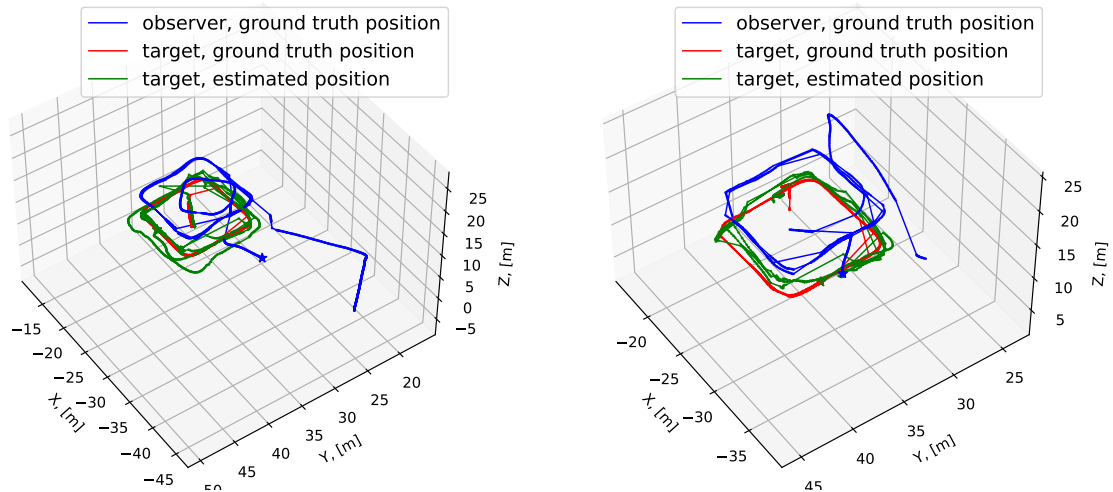 observer, ground truth position
target, ground truth position
target, estimated position
25
20
15
10
5
0
−5
Z, [m]
−15
−20
−25
−30
−35
−40
−45
X, [m]
50
45
40
35
30
25
20
Y, [m]
observer, ground truth position
target, ground truth position
target, estimated position
25
20
15
10
5
Z, [m]
−20
−25
−30
−35
X, [m]
45
40
35
30
25
Y, [m]